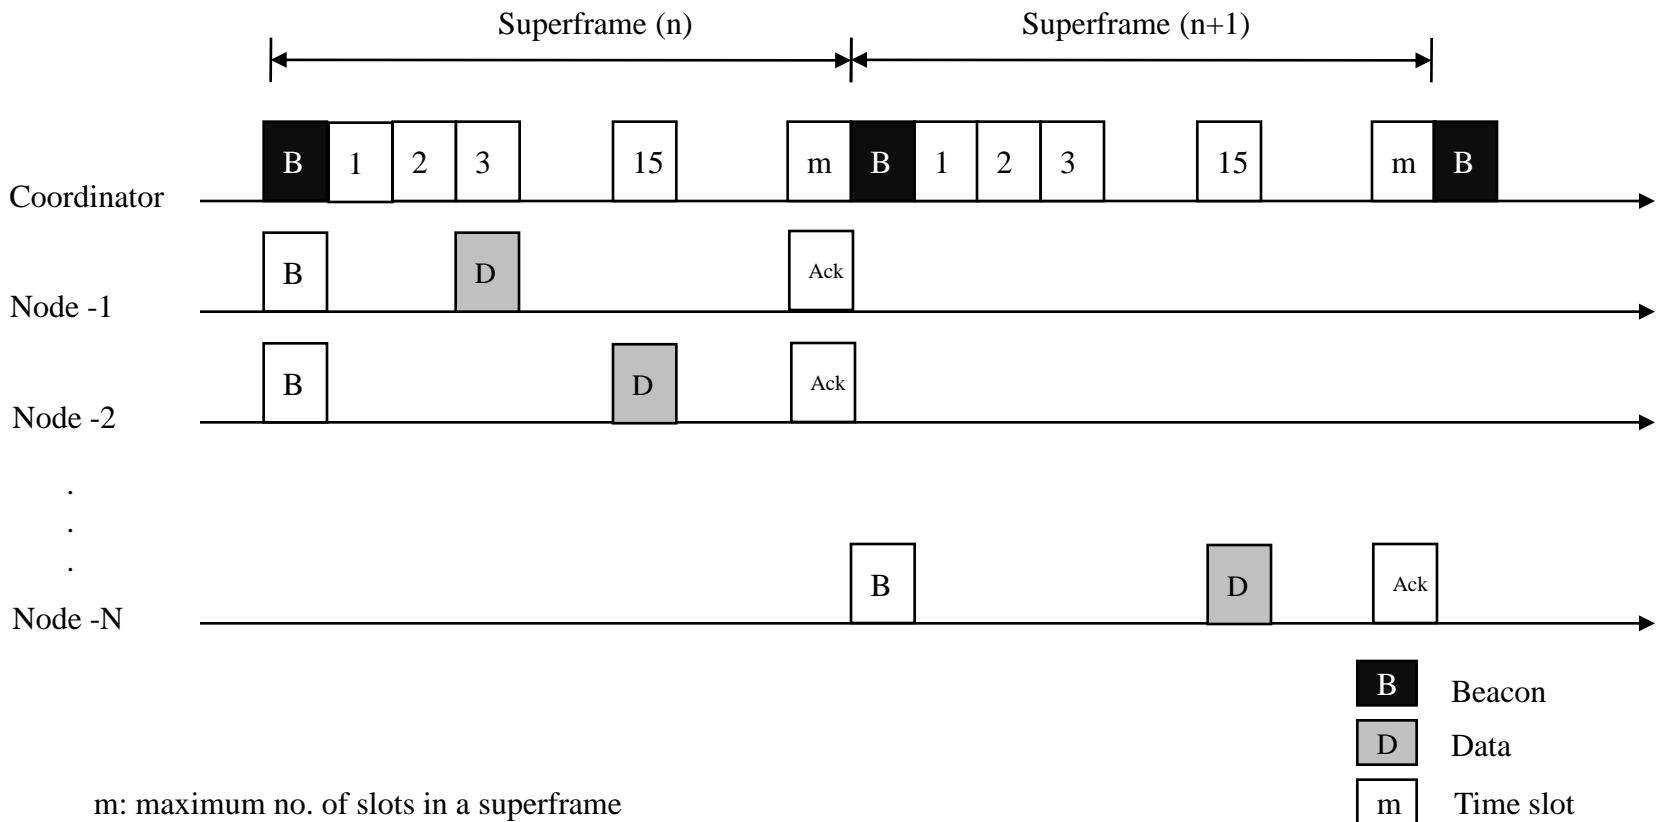 Superframe (n) Superframe (n+1)
B 1 2 3 15 m B 1 2 3 15 m B
Coordinator
B D Ack
Node -1
B D Ack
Node -2
.
.
.
B D Ack
Node -N
B Beacon
D Data
m: maximum no. of slots in a superframe
m Time slot